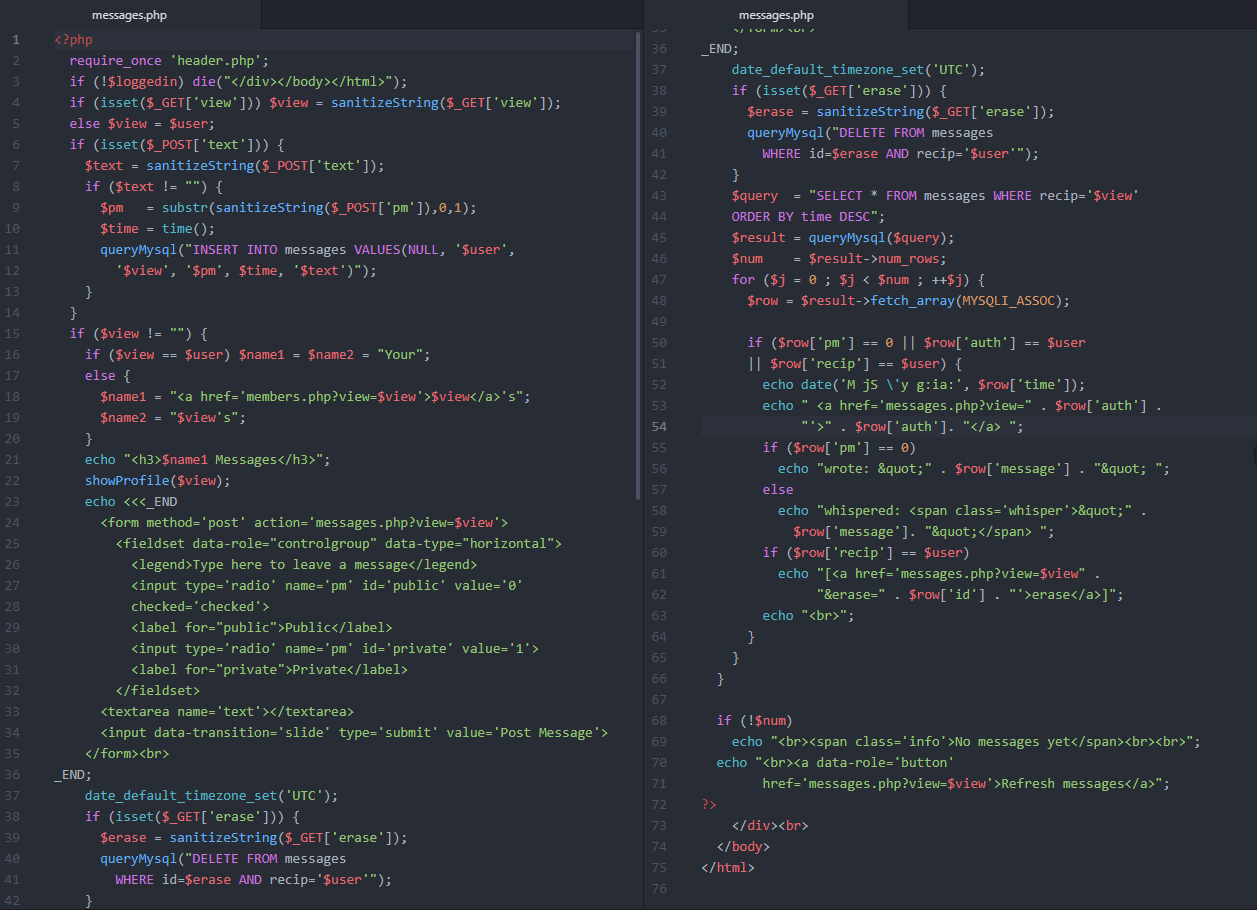 messages.php
1 <?php
2   require_once 'header.php';
3   if (!$loggedin) die("</div></body></html>");
4   if (isset($_GET['view'])) $view = sanitizeString($_GET['view']);
5   else $view = $user;
6   if (isset($_POST['text'])) {
7     $text = sanitizeString($_POST['text']);
8     if ($text != "") {
9       $pm   = substr(sanitizeString($_POST['pm']),0,1);
10       $time = time();
11       queryMysql("INSERT INTO messages VALUES(NULL, '$user',
12         '$view', '$pm', $time, '$text')");
13     }
14   }
15   if ($view != "") {
16     if ($view == $user) $name1 = $name2 = "Your";
17     else {
18       $name1 = "<a href='members.php?view=$view'>$view</a>'s";
19       $name2 = "$view's";
20     }
21     echo "<h3>$name1 Messages</h3>";
22     showProfile($view);
23     echo <<<_END
24       <form method='post' action='messages.php?view=$view'>
25         <fieldset data-role="controlgroup" data-type="horizontal">
26           <legend>Type here to leave a message</legend>
27           <input type='radio' name='pm' id='public' value='0'
28           checked='checked'>
29           <label for="public">Public</label>
30           <input type='radio' name='pm' id='private' value='1'>
31           <label for="private">Private</label>
32         </fieldset>
33       <textarea name='text'></textarea>
34       <input data-transition='slide' type='submit' value='Post Message'>
35     </form><br>
36 _END;
37     date_default_timezone_set('UTC');
38     if (isset($_GET['erase'])) {
39       $erase = sanitizeString($_GET['erase']);
40       queryMysql("DELETE FROM messages
41         WHERE id=$erase AND recip='$user'");
42     }
messages.php
35     </form><br>
36 _END;
37     date_default_timezone_set('UTC');
38     if (isset($_GET['erase'])) {
39       $erase = sanitizeString($_GET['erase']);
40       queryMysql("DELETE FROM messages
41         WHERE id=$erase AND recip='$user'");
42     }
43     $query  = "SELECT * FROM messages WHERE recip='$view'
44     ORDER BY time DESC";
45     $result = queryMysql($query);
46     $num    = $result->num_rows;
47     for ($j = 0 ; $j < $num ; ++$j) {
48       $row = $result->fetch_array(MYSQLI_ASSOC);
49
50       if ($row['pm'] == 0 || $row['auth'] == $user
51       || $row['recip'] == $user) {
52         echo date('M jS \'y g:ia:', $row['time']);
53         echo " <a href='messages.php?view=" . $row['auth'] .
54              "'>" . $row['auth']. "</a> ";
55         if ($row['pm'] == 0)
56           echo "wrote: &quot;" . $row['message'] . "&quot; ";
57         else
58           echo "whispered: <span class='whisper'>&quot;" .
59             $row['message']. "&quot;</span> ";
60         if ($row['recip'] == $user)
61           echo "[<a href='messages.php?view=$view" .
62                "&erase=" . $row['id'] . "'>erase</a>]";
63         echo "<br>";
64       }
65     }
66   }
67
68   if (!$num)
69     echo "<br><span class='info'>No messages yet</span><br><br>";
70   echo "<br><a data-role='button'
71         href='messages.php?view=$view'>Refresh messages</a>";
72 ?>
73     </div><br>
74   </body>
75 </html>
76